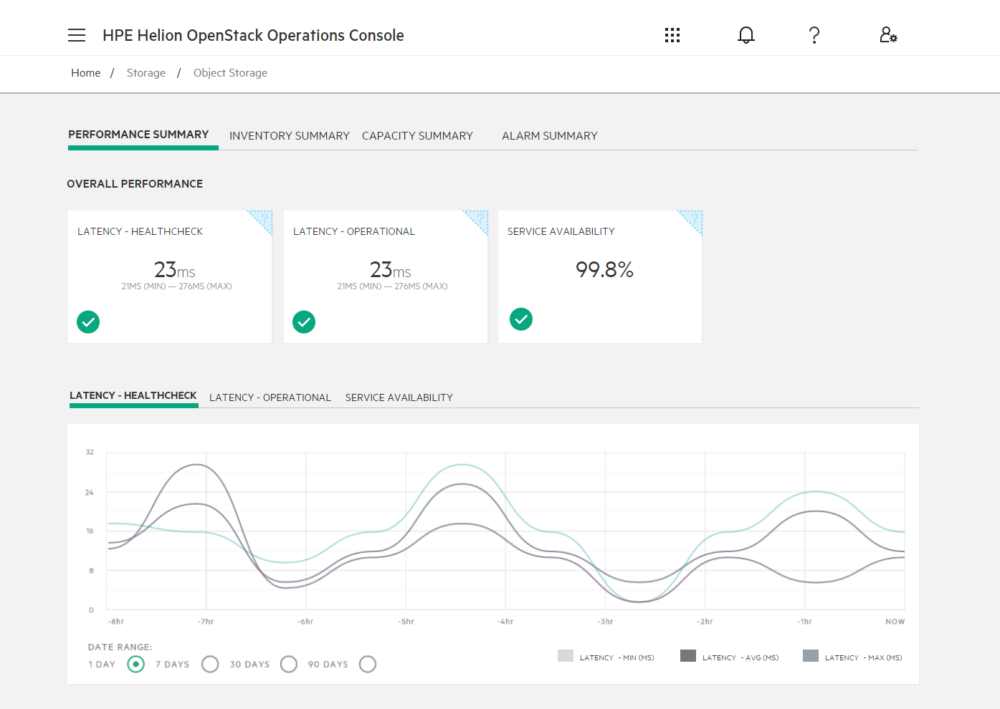 HPE Helion OpenStack Operations Console
Home / Storage / Object Storage
PERFORMANCE SUMMARY INVENTORY SUMMARY CAPACITY SUMMARY ALARM SUMMARY
OVERALL PERFORMANCE
LATENCY - HEALTHCHECK
?
23ms
21MS (MIN) — 276MS (MAX)
LATENCY - OPERATIONAL
?
23ms
21MS (MIN) — 276MS (MAX)
SERVICE AVAILABILITY
?
99.8%
LATENCY - HEALTHCHECK LATENCY - OPERATIONAL SERVICE AVAILABILITY
32
24
16
8
0
-8hr -7hr -6hr -5hr -4hr -3hr -2hr -1hr NOW
DATE RANGE:
1 DAY 7 DAYS 30 DAYS 90 DAYS
LATENCY - MIN (MS) LATENCY - AVG (MS) LATENCY - MAX (MS)